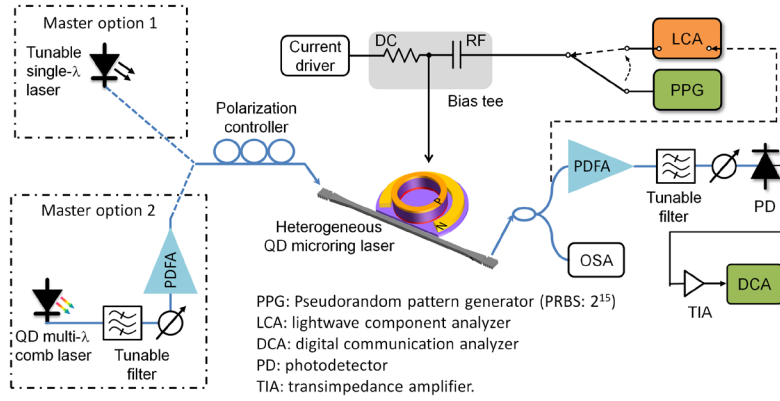 Master option 1
Tunable
single-λ
laser
Polarization
controller
Current
driver
DC
RF
Bias tee
LCA
PPG
PDFA
Tunable
filter
PD
P
N
Heterogeneous
QD microring laser
OSA
TIA
DCA
Master option 2
PDFA
QD multi-λ
comb laser
Tunable
filter
PPG: Pseudorandom pattern generator (PRBS: 2¹⁵)
LCA: lightwave component analyzer
DCA: digital communication analyzer
PD: photodetector
TIA: transimpedance amplifier.